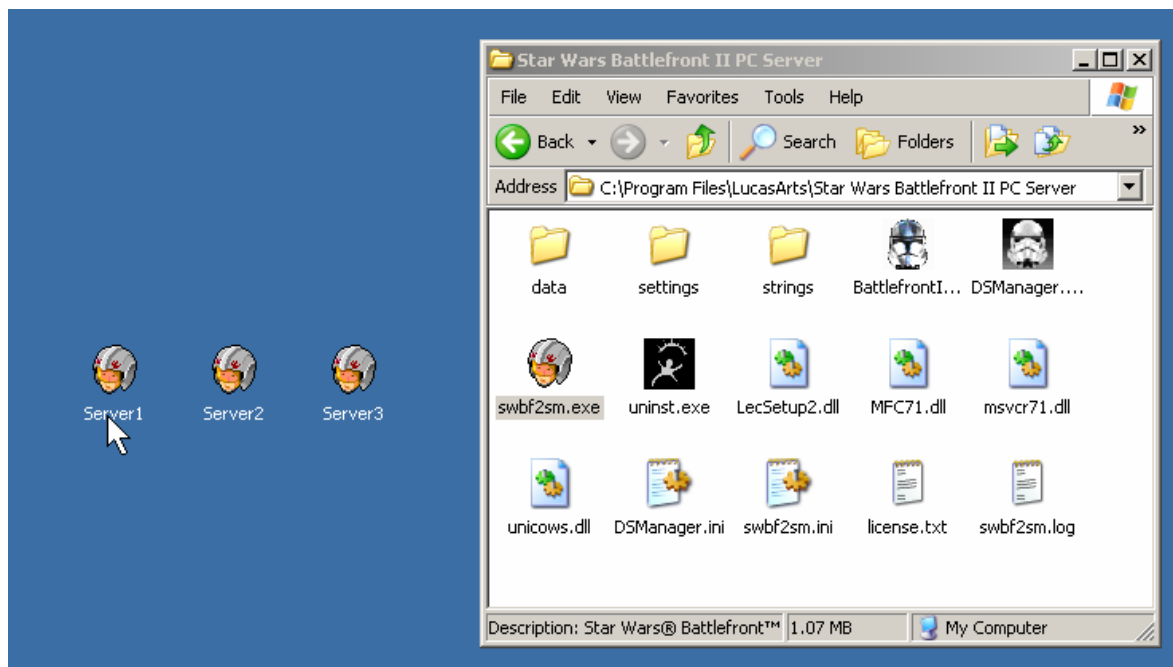 Star Wars Battlefront II PC Server
File Edit View Favorites Tools Help
Back Search Folders »
Address C:\Program Files\LucasArts\Star Wars Battlefront II PC Server
data settings strings BattlefrontI... DSManager....
swbf2sm.exe uninst.exe LecSetup2.dll MFC71.dll msvcr71.dll
Server1 Server2 Server3
unicows.dll DSManager.ini swbf2sm.ini license.txt swbf2sm.log
Description: Star Wars® Battlefront™ 1.07 MB My Computer